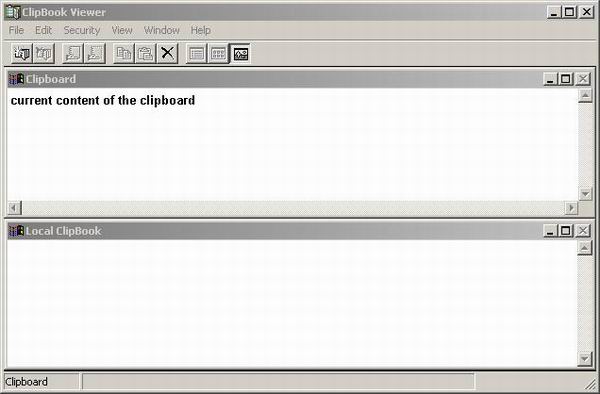 ClipBook Viewer
File Edit Security View Window Help
Clipboard
current content of the clipboard
Local ClipBook
Clipboard